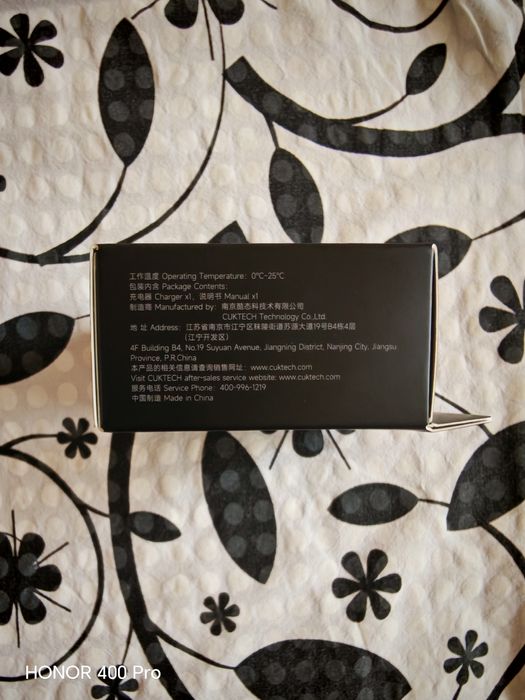 工作温度 Operating Temperature: 0℃~25℃
包装内含 Package Contents:
充电器 Charger x1，说明书 Manual x1
制造商 Manufactured by: 南京酷态科技术有限公司
CUKTECH Technology Co.,Ltd.
地 址 Address: 江苏省南京市江宁区秣陵街道苏源大道19号B4栋4层
（江宁开发区）
4F Building B4, No.19 Suyuan Avenue, Jiangning District, Nanjing City, Jiangsu
Province, P.R.China
本产品的相关信息请查询销售网址: www.cuktech.com
Visit CUKTECH after-sales service website: www.cuktech.com
服务电话 Service Phone: 400-996-1219
中国制造 Made in China
HONOR 400 Pro